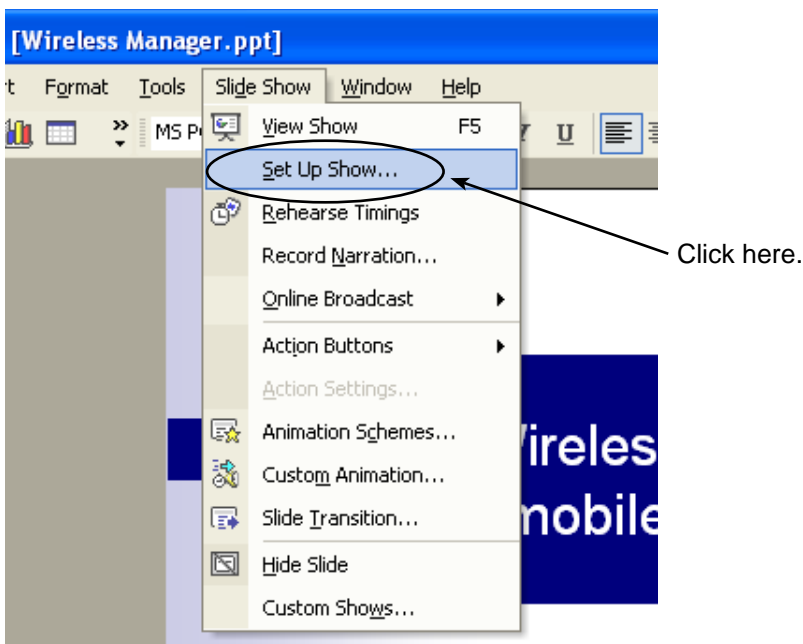 [Wireless Manager.ppt]
t Format Tools Slide Show Window Help
MS P
U
View Show F5
Set Up Show...
Rehearse Timings
Record Narration...
Online Broadcast
Action Buttons
Action Settings...
Animation Schemes...
Custom Animation...
Slide Transition...
Hide Slide
Custom Shows...
Click here.
ireles
mobile